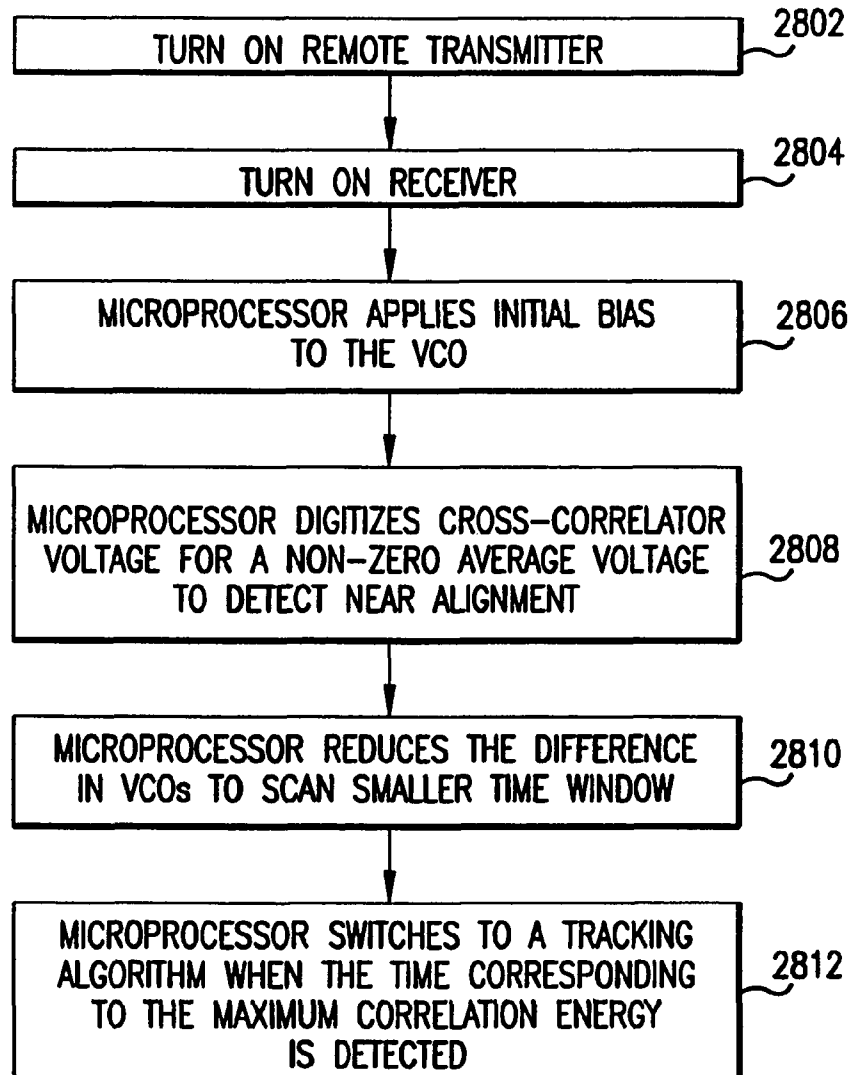 TURN ON REMOTE TRANSMITTER
2802
TURN ON RECEIVER
2804
MICROPROCESSOR APPLIES INITIAL BIAS
TO THE VCO
2806
MICROPROCESSOR DIGITIZES CROSS-CORRELATOR
VOLTAGE FOR A NON-ZERO AVERAGE VOLTAGE
TO DETECT NEAR ALIGNMENT
2808
MICROPROCESSOR REDUCES THE DIFFERENCE
IN VCOs TO SCAN SMALLER TIME WINDOW
2810
MICROPROCESSOR SWITCHES TO A TRACKING
ALGORITHM WHEN THE TIME CORRESPONDING
TO THE MAXIMUM CORRELATION ENERGY
IS DETECTED
2812